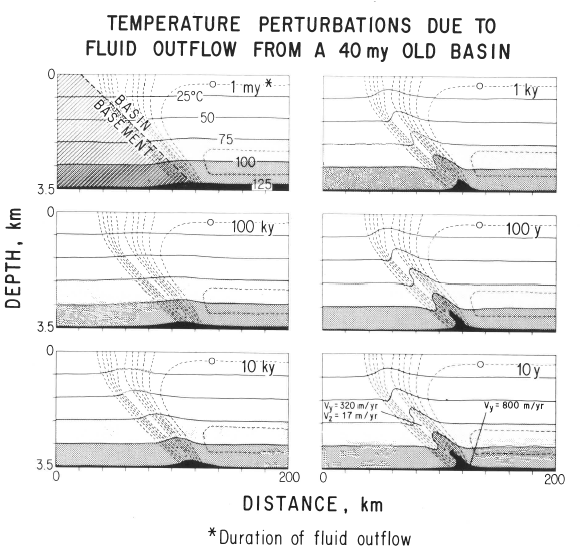 TEMPERATURE PERTURBATIONS DUE TO
FLUID OUTFLOW FROM A 40 my OLD BASIN
0
1 my *
25°C
50
75
100
125
BASIN
BASEMENT
3.5
1 ky
0
100 ky
3.5
100 y
0
10 ky
3.5
0
200
10 y
Vy = 320 m/yr
Vz = 17 m/yr
Vy = 800 m/yr
0
200
DEPTH, km
DISTANCE, km
*Duration of fluid outflow